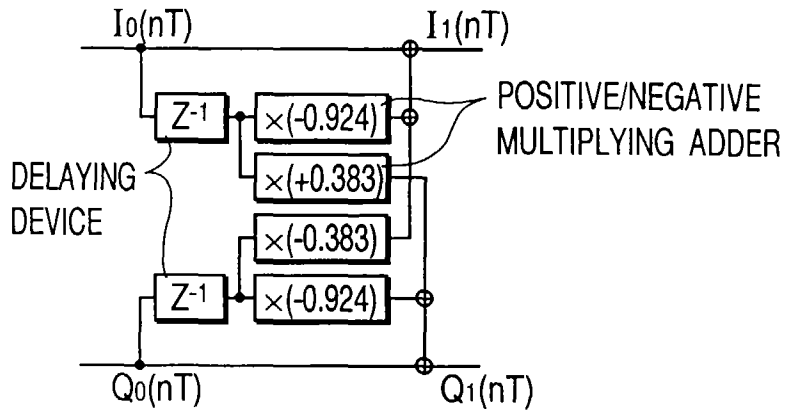 I0(nT)
I1(nT)
Z-1
×(-0.924)
POSITIVE/NEGATIVE
MULTIPLYING ADDER
×(+0.383)
DELAYING
DEVICE
×(-0.383)
Z-1
×(-0.924)
Q0(nT)
Q1(nT)